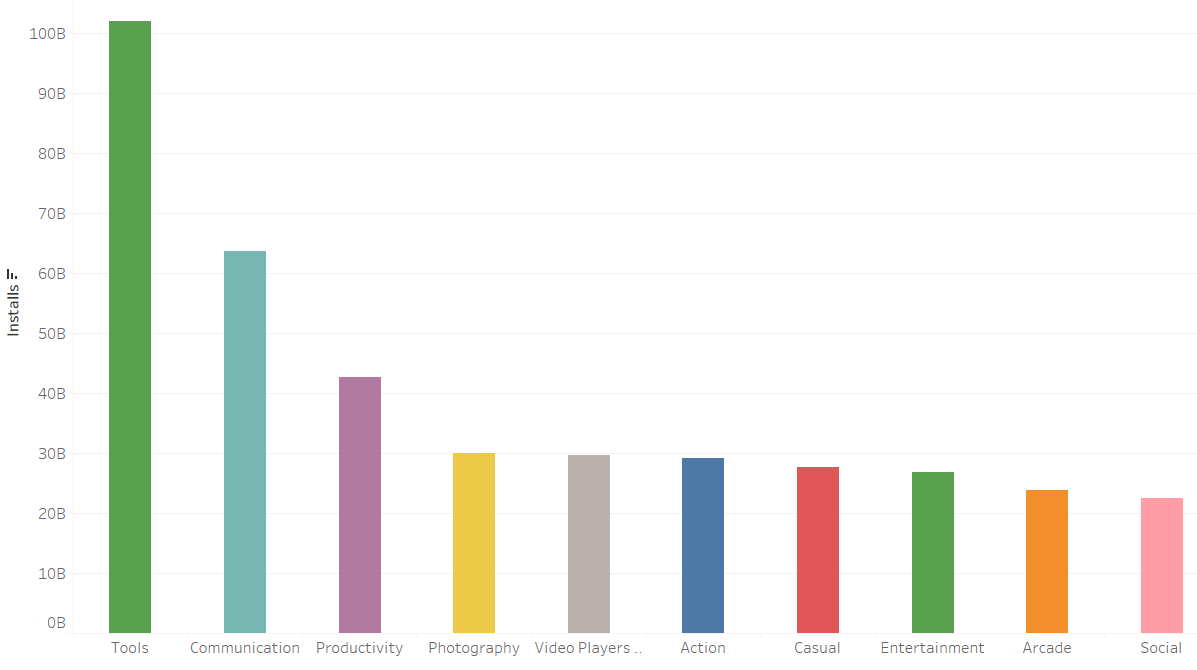 100B
90B
80B
70B
60B
50B
40B
30B
20B
10B
0B
Installs
Tools Communication Productivity Photography Video Players .. Action Casual Entertainment Arcade Social